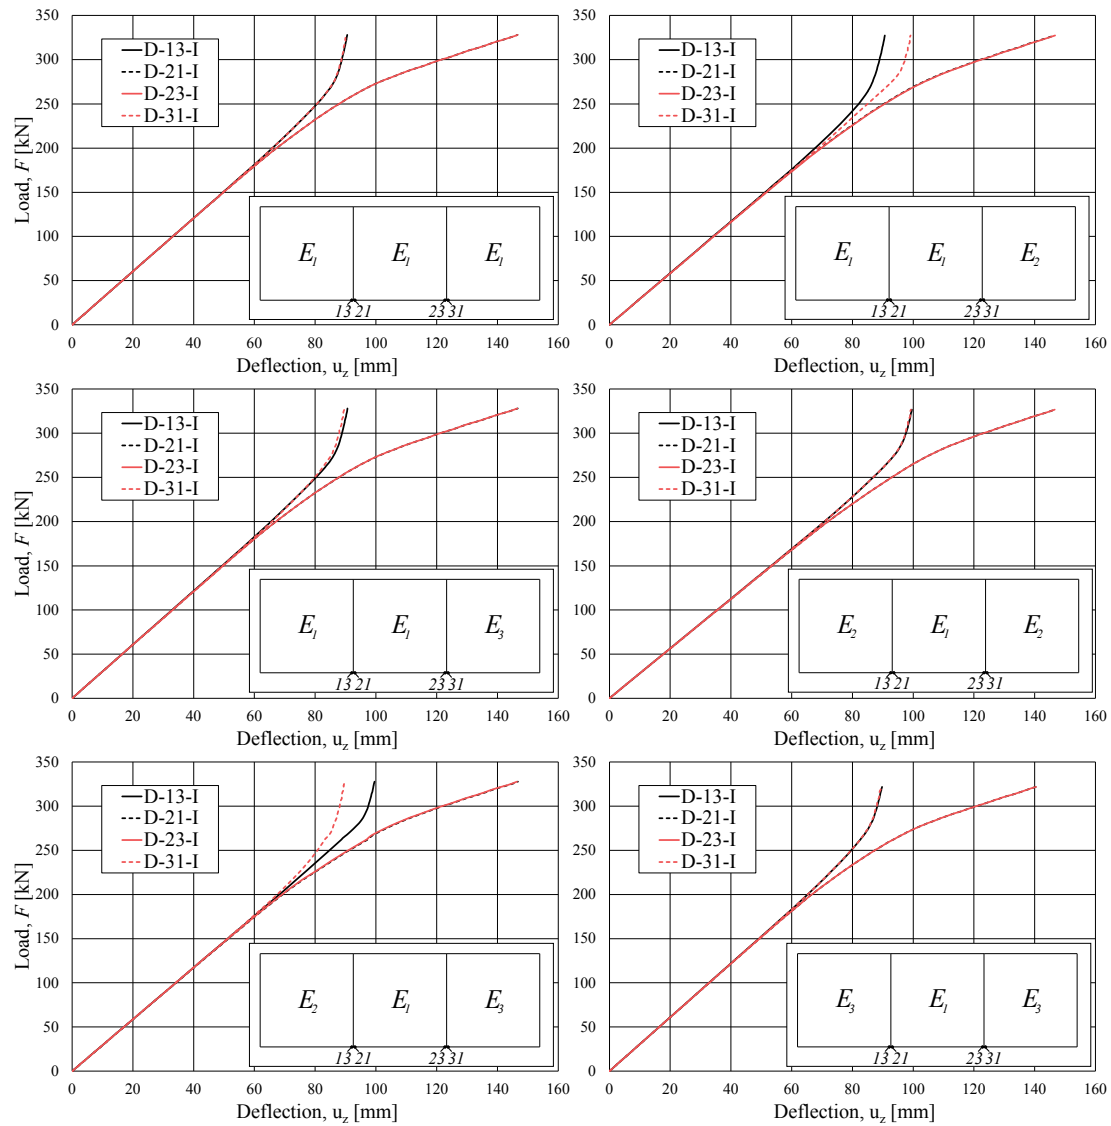 350
300
250
200
150
100
50
0
Load, F [kN]
D-13-I
D-21-I
D-23-I
D-31-I
E1 E1 E1
13 21 23 31
0 20 40 60 80 100 120 140 160
Deflection, uz [mm]
350
300
250
200
150
100
50
0
D-13-I
D-21-I
D-23-I
D-31-I
E1 E1 E2
13 21 23 31
0 20 40 60 80 100 120 140 160
Deflection, uz [mm]
350
300
250
200
150
100
50
0
Load, F [kN]
D-13-I
D-21-I
D-23-I
D-31-I
E1 E1 E3
13 21 23 31
0 20 40 60 80 100 120 140 160
Deflection, uz [mm]
350
300
250
200
150
100
50
0
D-13-I
D-21-I
D-23-I
D-31-I
E2 E1 E2
13 21 23 31
0 20 40 60 80 100 120 140 160
Deflection, uz [mm]
350
300
250
200
150
100
50
0
Load, F [kN]
D-13-I
D-21-I
D-23-I
D-31-I
E2 E1 E3
13 21 23 31
0 20 40 60 80 100 120 140 160
Deflection, uz [mm]
350
300
250
200
150
100
50
0
D-13-I
D-21-I
D-23-I
D-31-I
E3 E1 E3
13 21 23 31
0 20 40 60 80 100 120 140 160
Deflection, uz [mm]